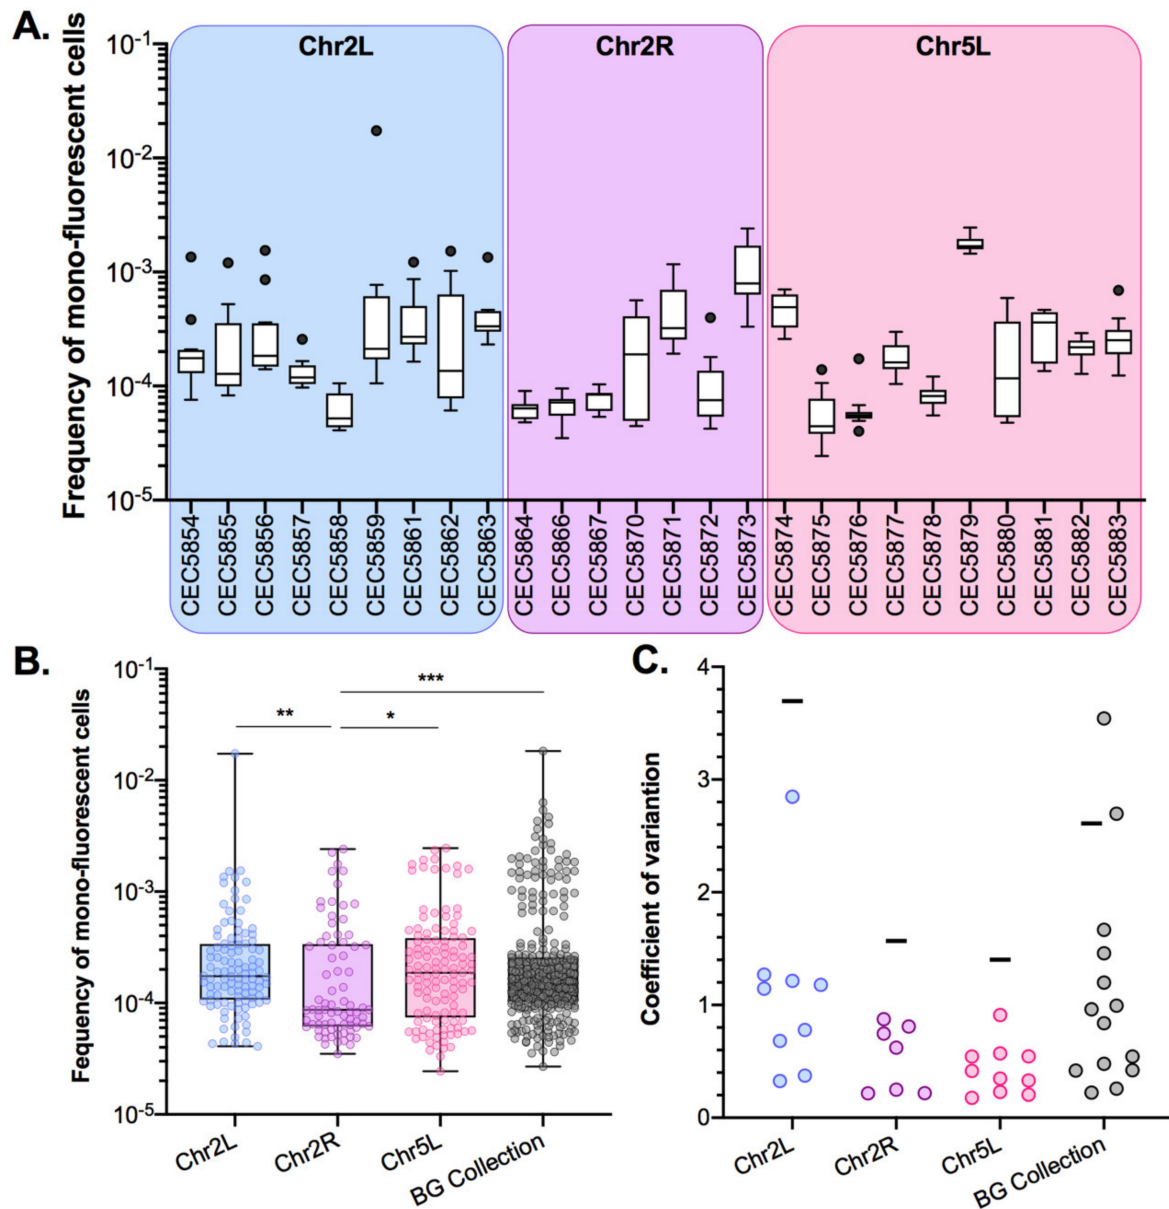 A.
Chr2L Chr2R Chr5L
Frequency of mono-fluorescent cells
10-1
10-2
10-3
10-4
10-5
CEC5854
CEC5855
CEC5856
CEC5857
CEC5858
CEC5859
CEC5861
CEC5862
CEC5863
CEC5864
CEC5866
CEC5867
CEC5870
CEC5871
CEC5872
CEC5873
CEC5874
CEC5875
CEC5876
CEC5877
CEC5878
CEC5879
CEC5880
CEC5881
CEC5882
CEC5883
B.
Fequency of mono-fluorescent cells
10-1
10-2
10-3
10-4
10-5
***
** *
Chr2L
Chr2R
Chr5L
BG Collection
C.
Coefficient of variantion
4
3
2
1
0
Chr2L
Chr2R
Chr5L
BG Collection